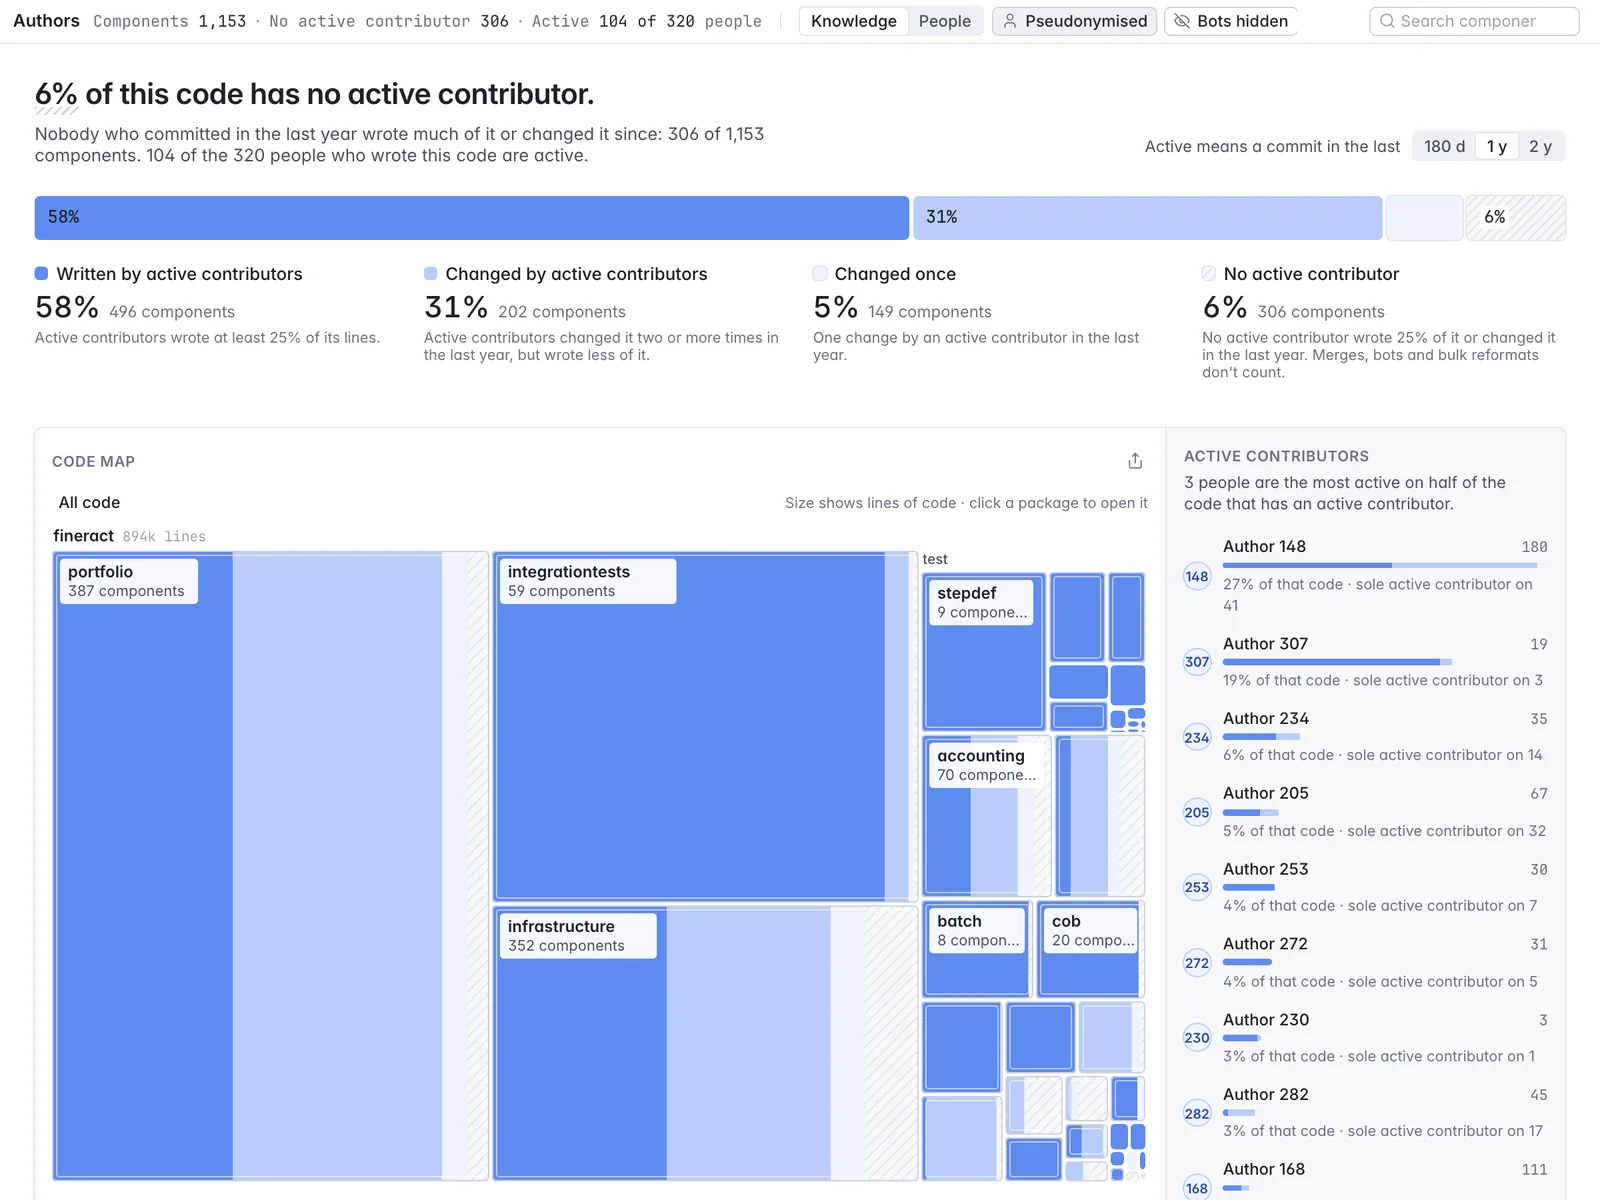 Authors Components 1,153 · No active contributor 306 · Active 104 of 320 people Knowledge People Pseudonymised Bots hidden Search componer
6% of this code has no active contributor.
Nobody who committed in the last year wrote much of it or changed it since: 306 of 1,153
components. 104 of the 320 people who wrote this code are active.
Active means a commit in the last 180 d 1 y 2 y
58% 31% 6%
Written by active contributors
58% 496 components
Active contributors wrote at least 25% of its lines.
Changed by active contributors
31% 202 components
Active contributors changed it two or more times in
the last year, but wrote less of it.
Changed once
5% 149 components
One change by an active contributor in the last
year.
No active contributor
6% 306 components
No active contributor wrote 25% of it or changed it
in the last year. Merges, bots and bulk reformats
don't count.
CODE MAP
All code
Size shows lines of code · click a package to open it
fineract 894k lines
portfolio
387 components
integrationtests
59 components
infrastructure
352 components
test
stepdef
9 compone...
accounting
70 compone...
batch
8 compon...
cob
20 compo...
ACTIVE CONTRIBUTORS
3 people are the most active on half of the
code that has an active contributor.
148 Author 148 180
27% of that code · sole active contributor on
41
307 Author 307 19
19% of that code · sole active contributor on 3
234 Author 234 35
6% of that code · sole active contributor on 14
205 Author 205 67
5% of that code · sole active contributor on 32
253 Author 253 30
4% of that code · sole active contributor on 7
272 Author 272 31
4% of that code · sole active contributor on 5
230 Author 230 3
3% of that code · sole active contributor on 1
282 Author 282 45
3% of that code · sole active contributor on 17
168 Author 168 111